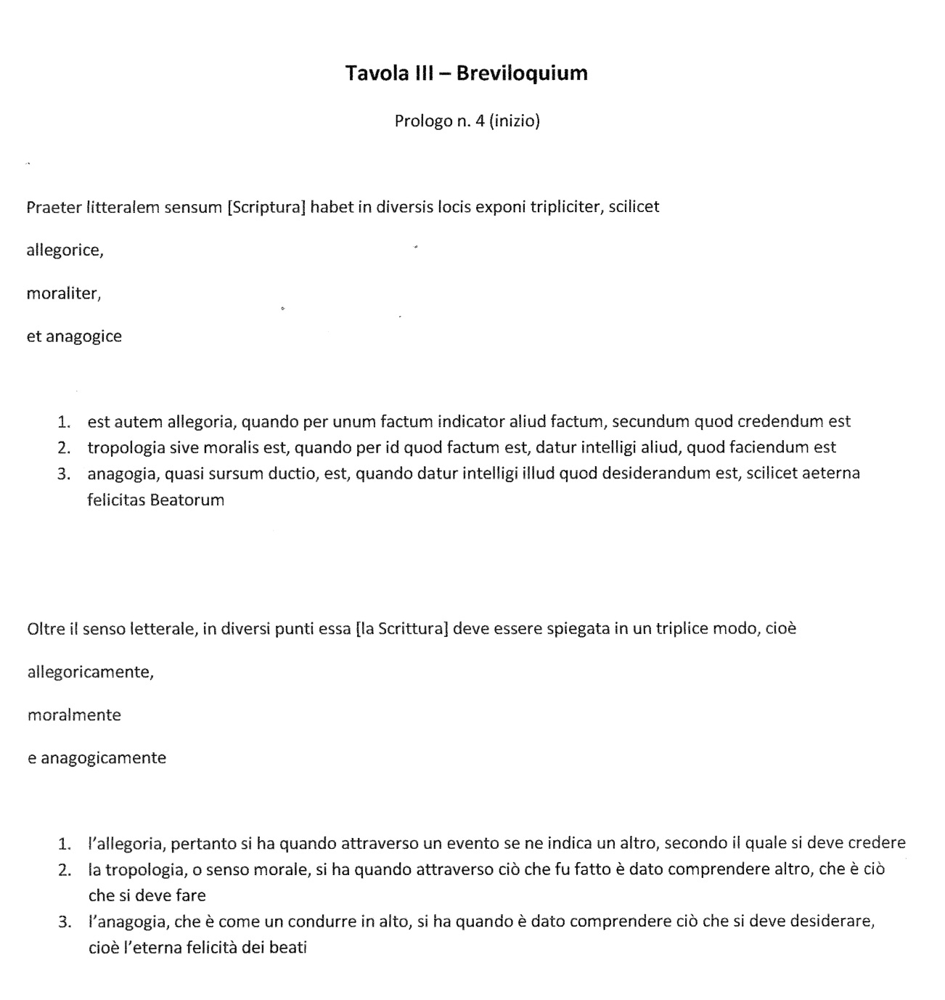 Tavola III – Breviloquium
Prologo n. 4 (inizio)
Praeter litteralem sensum [Scriptura] habet in diversis locis exponi tripliciter, scilicet
allegorice,
moraliter,
et anagogice
1. est autem allegoria, quando per unum factum indicator aliud factum, secundum quod credendum est
2. tropologia sive moralis est, quando per id quod factum est, datur intelligi aliud, quod faciendum est
3. anagogia, quasi sursum ductio, est, quando datur intelligi illud quod desiderandum est, scilicet aeterna
felicitas Beatorum
Oltre il senso letterale, in diversi punti essa [la Scrittura] deve essere spiegata in un triplice modo, cioè
allegoricamente,
moralmente
e anagogicamente
1. l’allegoria, pertanto si ha quando attraverso un evento se ne indica un altro, secondo il quale si deve credere
2. la tropologia, o senso morale, si ha quando attraverso ciò che fu fatto è dato comprendere altro, che è ciò
che si deve fare
3. l’anagogia, che è come un condurre in alto, si ha quando è dato comprendere ciò che si deve desiderare,
cioè l’eterna felicità dei beati